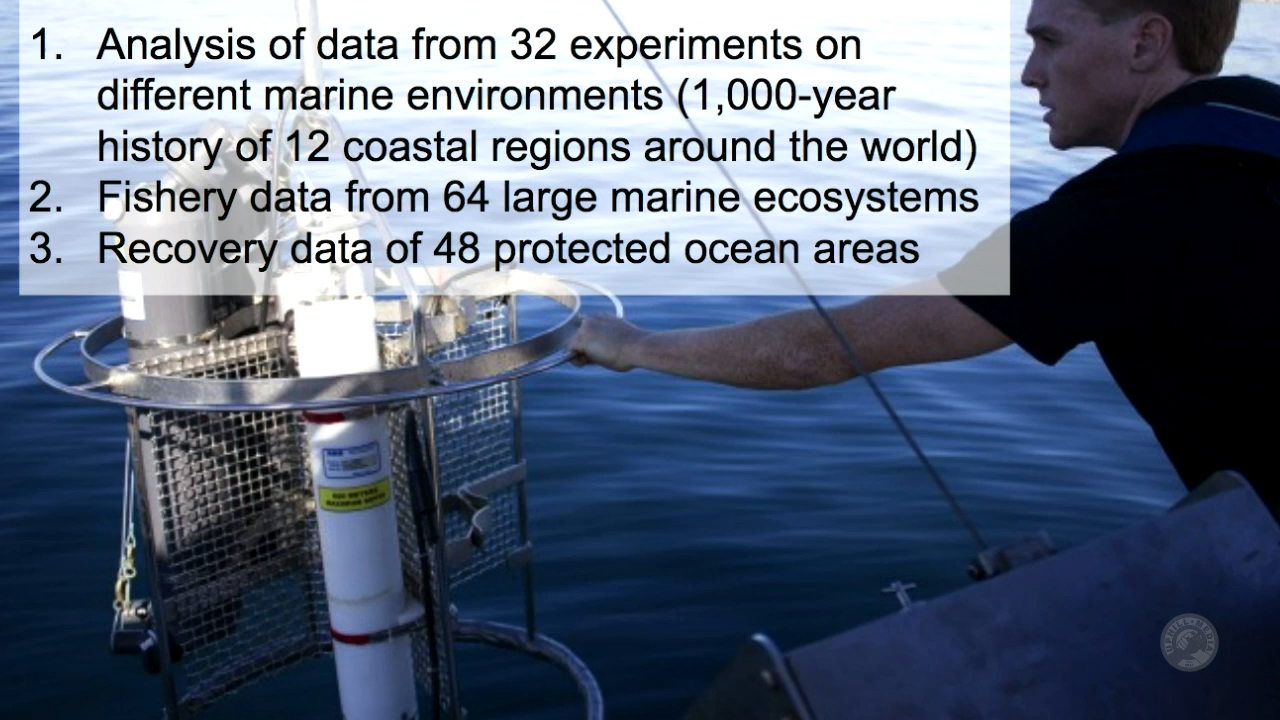 1. Analysis of data from 32 experiments on
different marine environments (1,000-year
history of 12 coastal regions around the world)
2. Fishery data from 64 large marine ecosystems
3. Recovery data of 48 protected ocean areas